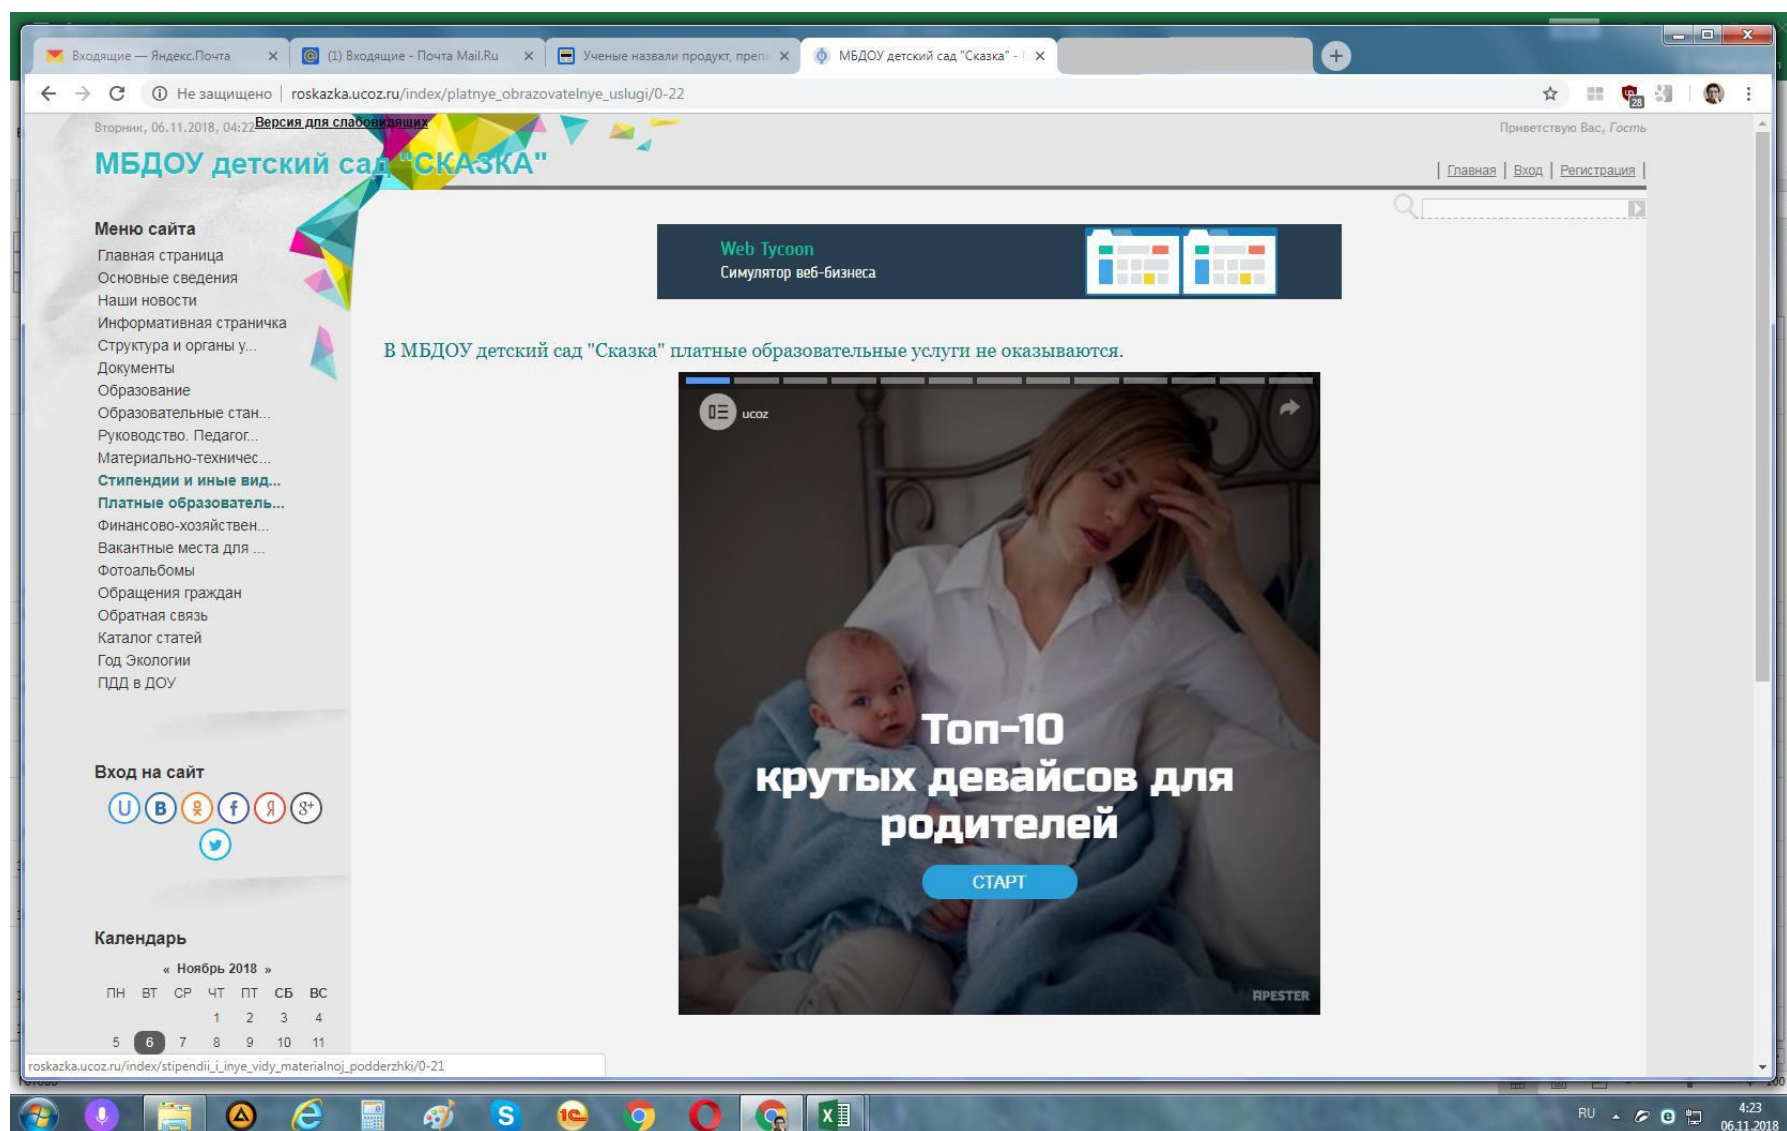 Входящие — Яндекс.Почта
(1) Входящие - Почта Mail.Ru
Ученые назвали продукт, преп
МБДОУ детский сад "Сказка" -
Не защищено | roskazka.ucoz.ru/index/platnye_obrazovatelnye_uslugi/0-22
28
Вторник, 06.11.2018, 04:22
Версия для слабовидящих
Приветствую Вас, Гость
МБДОУ детский сад "СКАЗКА"
| Главная | Вход | Регистрация |
Меню сайта
Главная страница
Основные сведения
Наши новости
Информативная страничка
Структура и органы у...
Документы
Образование
Образовательные стан...
Руководство. Педагог...
Материально-техничес...
Стипендии и иные вид...
Платные образователь...
Финансово-хозяйствен...
Вакантные места для ...
Фотоальбомы
Обращения граждан
Обратная связь
Каталог статей
Год Экологии
ПДД в ДОУ
Вход на сайт
Календарь
« Ноябрь 2018 »
ПН ВТ СР ЧТ ПТ СБ ВС
1 2 3 4
5 6 7 8 9 10 11
Web Tycoon
Симулятор веб-бизнеса
В МБДОУ детский сад "Сказка" платные образовательные услуги не оказываются.
ucoz
Топ-10
крутых девайсов для
родителей
СТАРТ
APESTER
roskazka.ucoz.ru/index/stipendii_i_inye_vidy_materialnoj_podderzhki/0-21
RU
4:23
06.11.2018